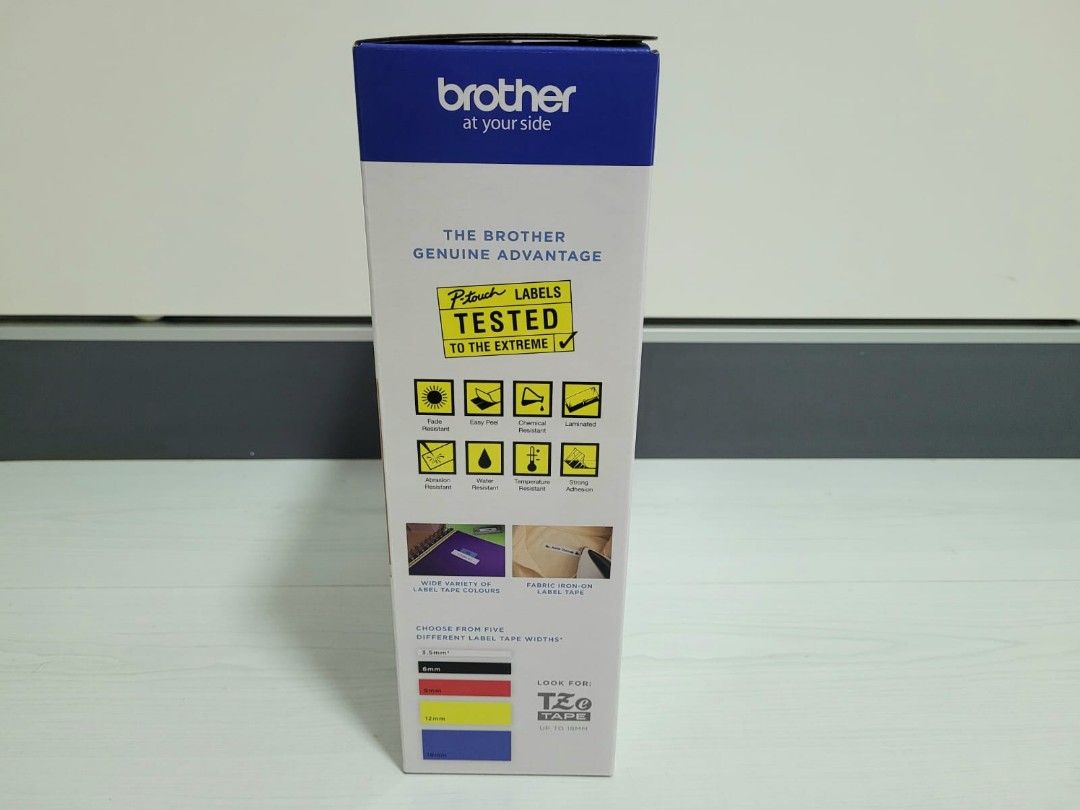 brother
at your side
THE BROTHER
GENUINE ADVANTAGE
P-touch LABELS
TESTED
TO THE EXTREME
Fade
Resistant
Easy Peel
Chemical
Resistant
Laminated
Abrasion
Resistant
Water
Resistant
Temperature
Resistant
Strong
Adhesion
WIDE VARIETY OF
LABEL TAPE COLOURS
FABRIC IRON-ON
LABEL TAPE
CHOOSE FROM FIVE
DIFFERENT LABEL TAPE WIDTHS*
3.5mm*
6mm
9mm
12mm
18mm
LOOK FOR:
TZe
TAPE
UP TO 18MM